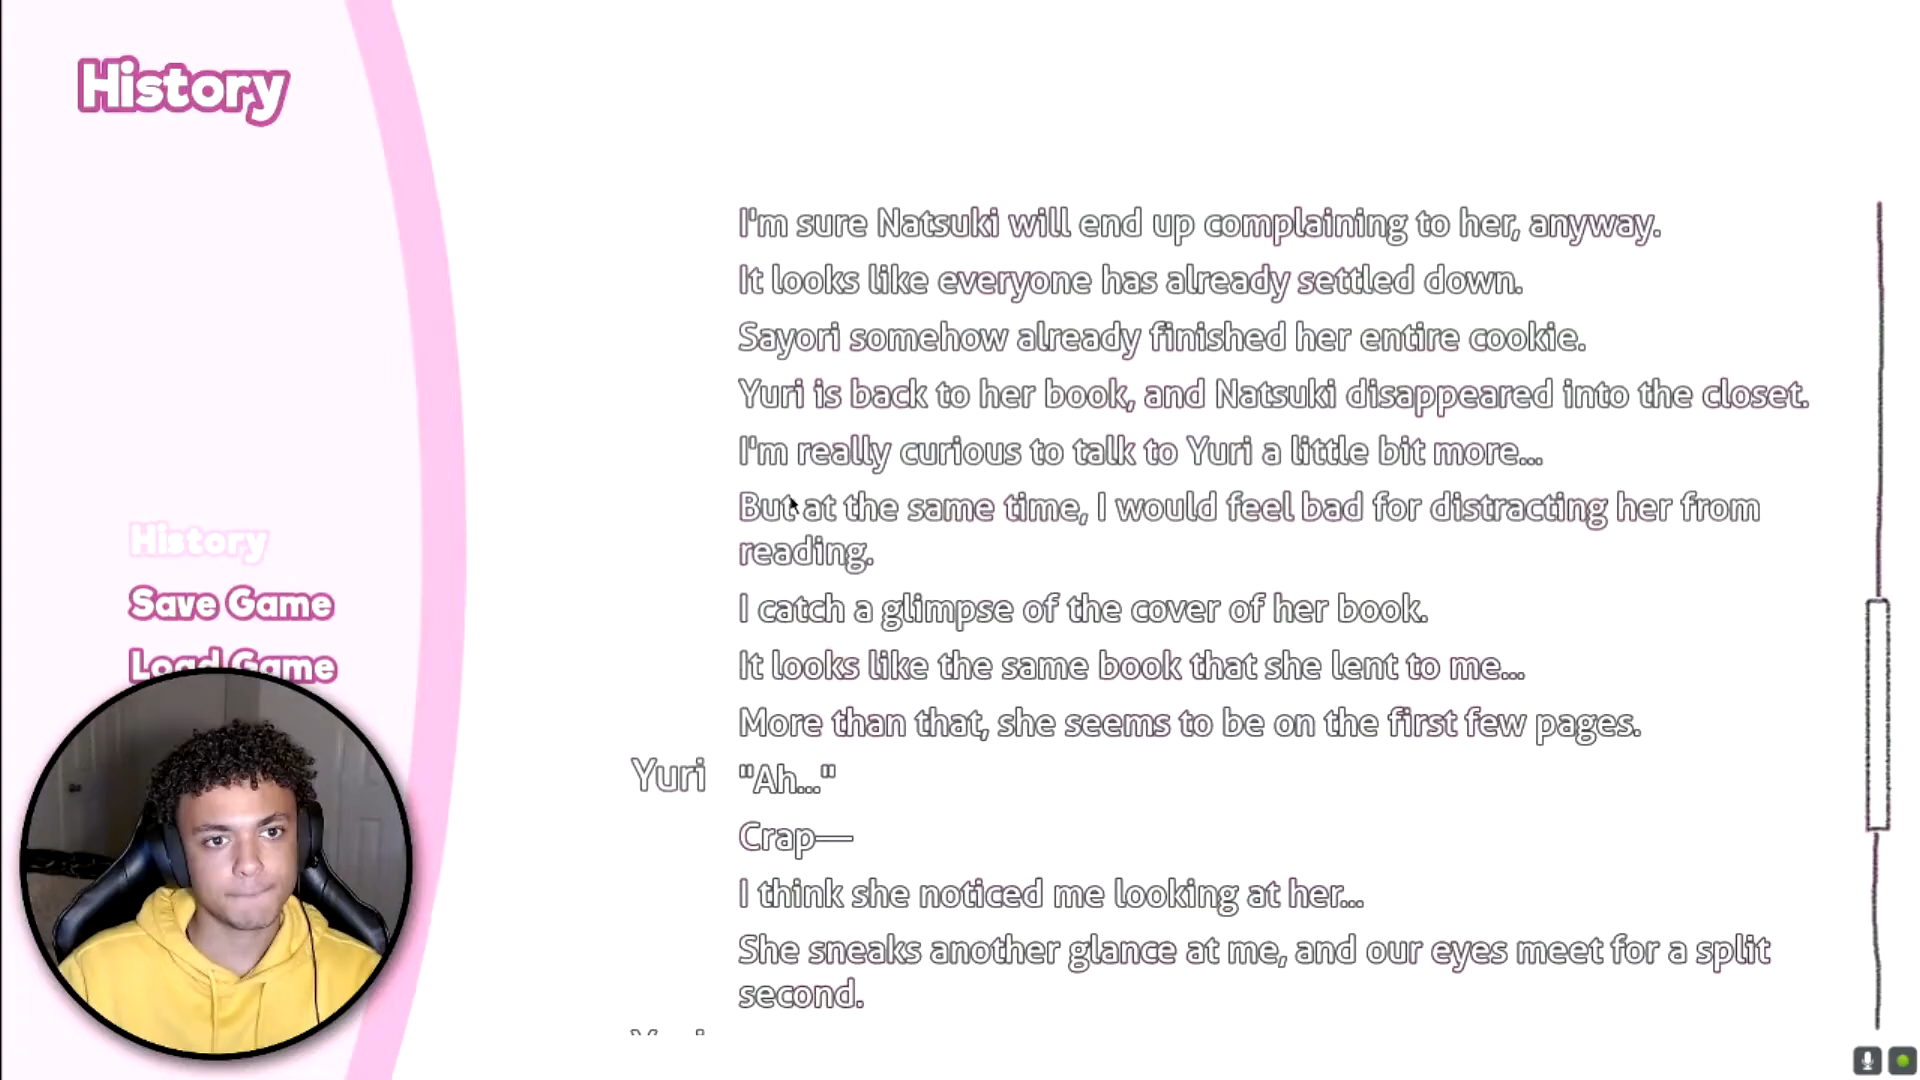 History
I'm sure Natsuki will end up complaining to her, anyway.
It looks like everyone has already settled down.
Sayori somehow already finished her entire cookie.
Yuri is back to her book, and Natsuki disappeared into the closet.
I'm really curious to talk to Yuri a little bit more...
But at the same time, I would feel bad for distracting her from
reading.
I catch a glimpse of the cover of her book.
It looks like the same book that she lent to me...
More than that, she seems to be on the first few pages.
Yuri "Ah..."
Crap—
I think she noticed me looking at her...
She sneaks another glance at me, and our eyes meet for a split
second.
History
Save Game
Load Game